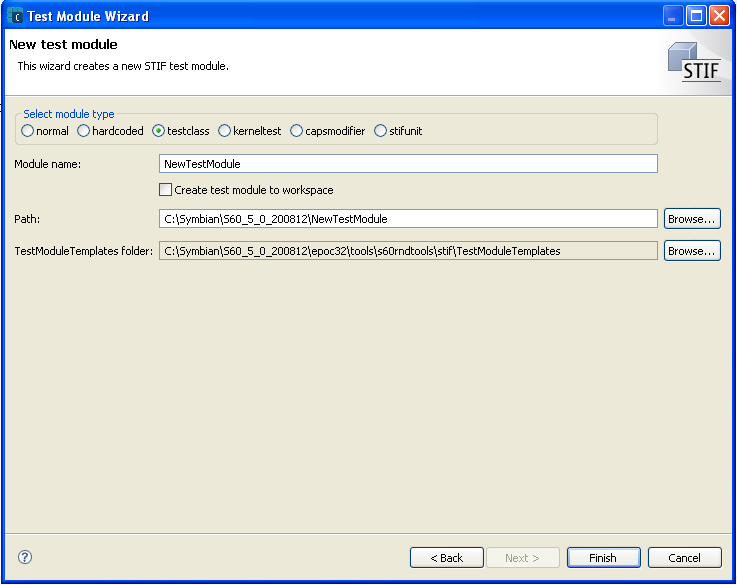 Test Module Wizard
New test module
This wizard creates a new STIF test module.
STIF
Select module type
normal hardcoded testclass kerneltest capsmodifier stifunit
Module name: NewTestModule
Create test module to workspace
Path: C:\Symbian\S60_5_0_200812\NewTestModule Browse...
TestModuleTemplates folder: C:\Symbian\S60_5_0_200812\epoc32\tools\s60rndtools\stif\TestModuleTemplates Browse...
? < Back Next > Finish Cancel